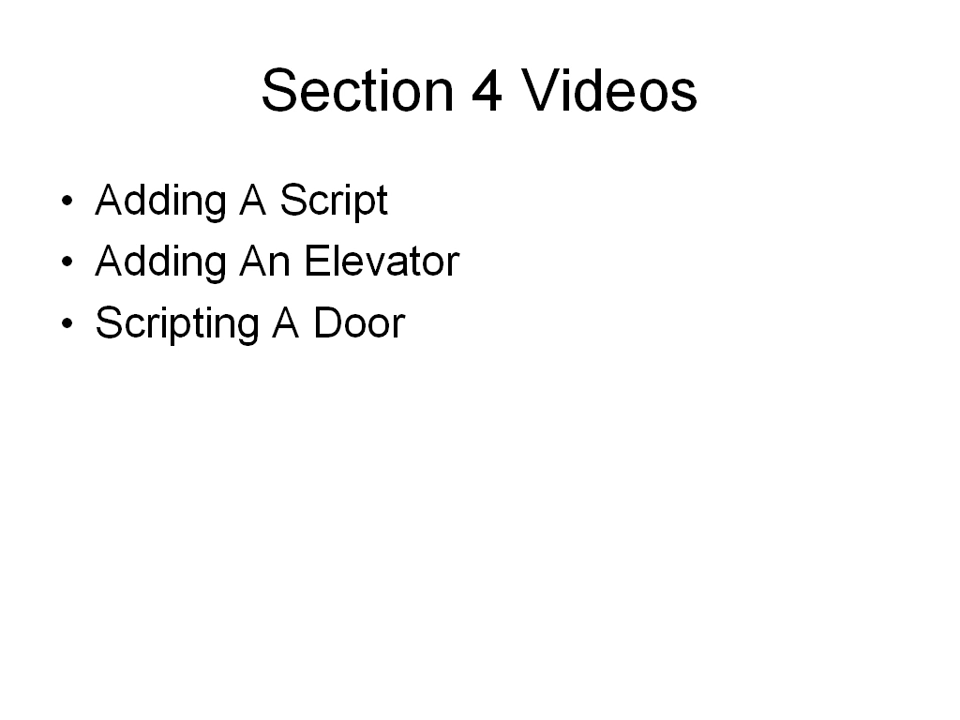 Section 4 Videos
• Adding A Script
• Adding An Elevator
• Scripting A Door